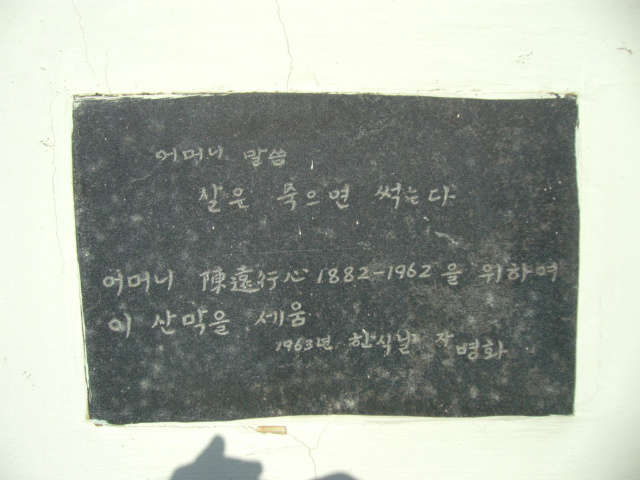 어머니 말씀
살은 죽으면 썩는다
어머니 陳遠行心 1882-1962 을 위하여
이 산막을 세움
1963년 한식날 자 병화